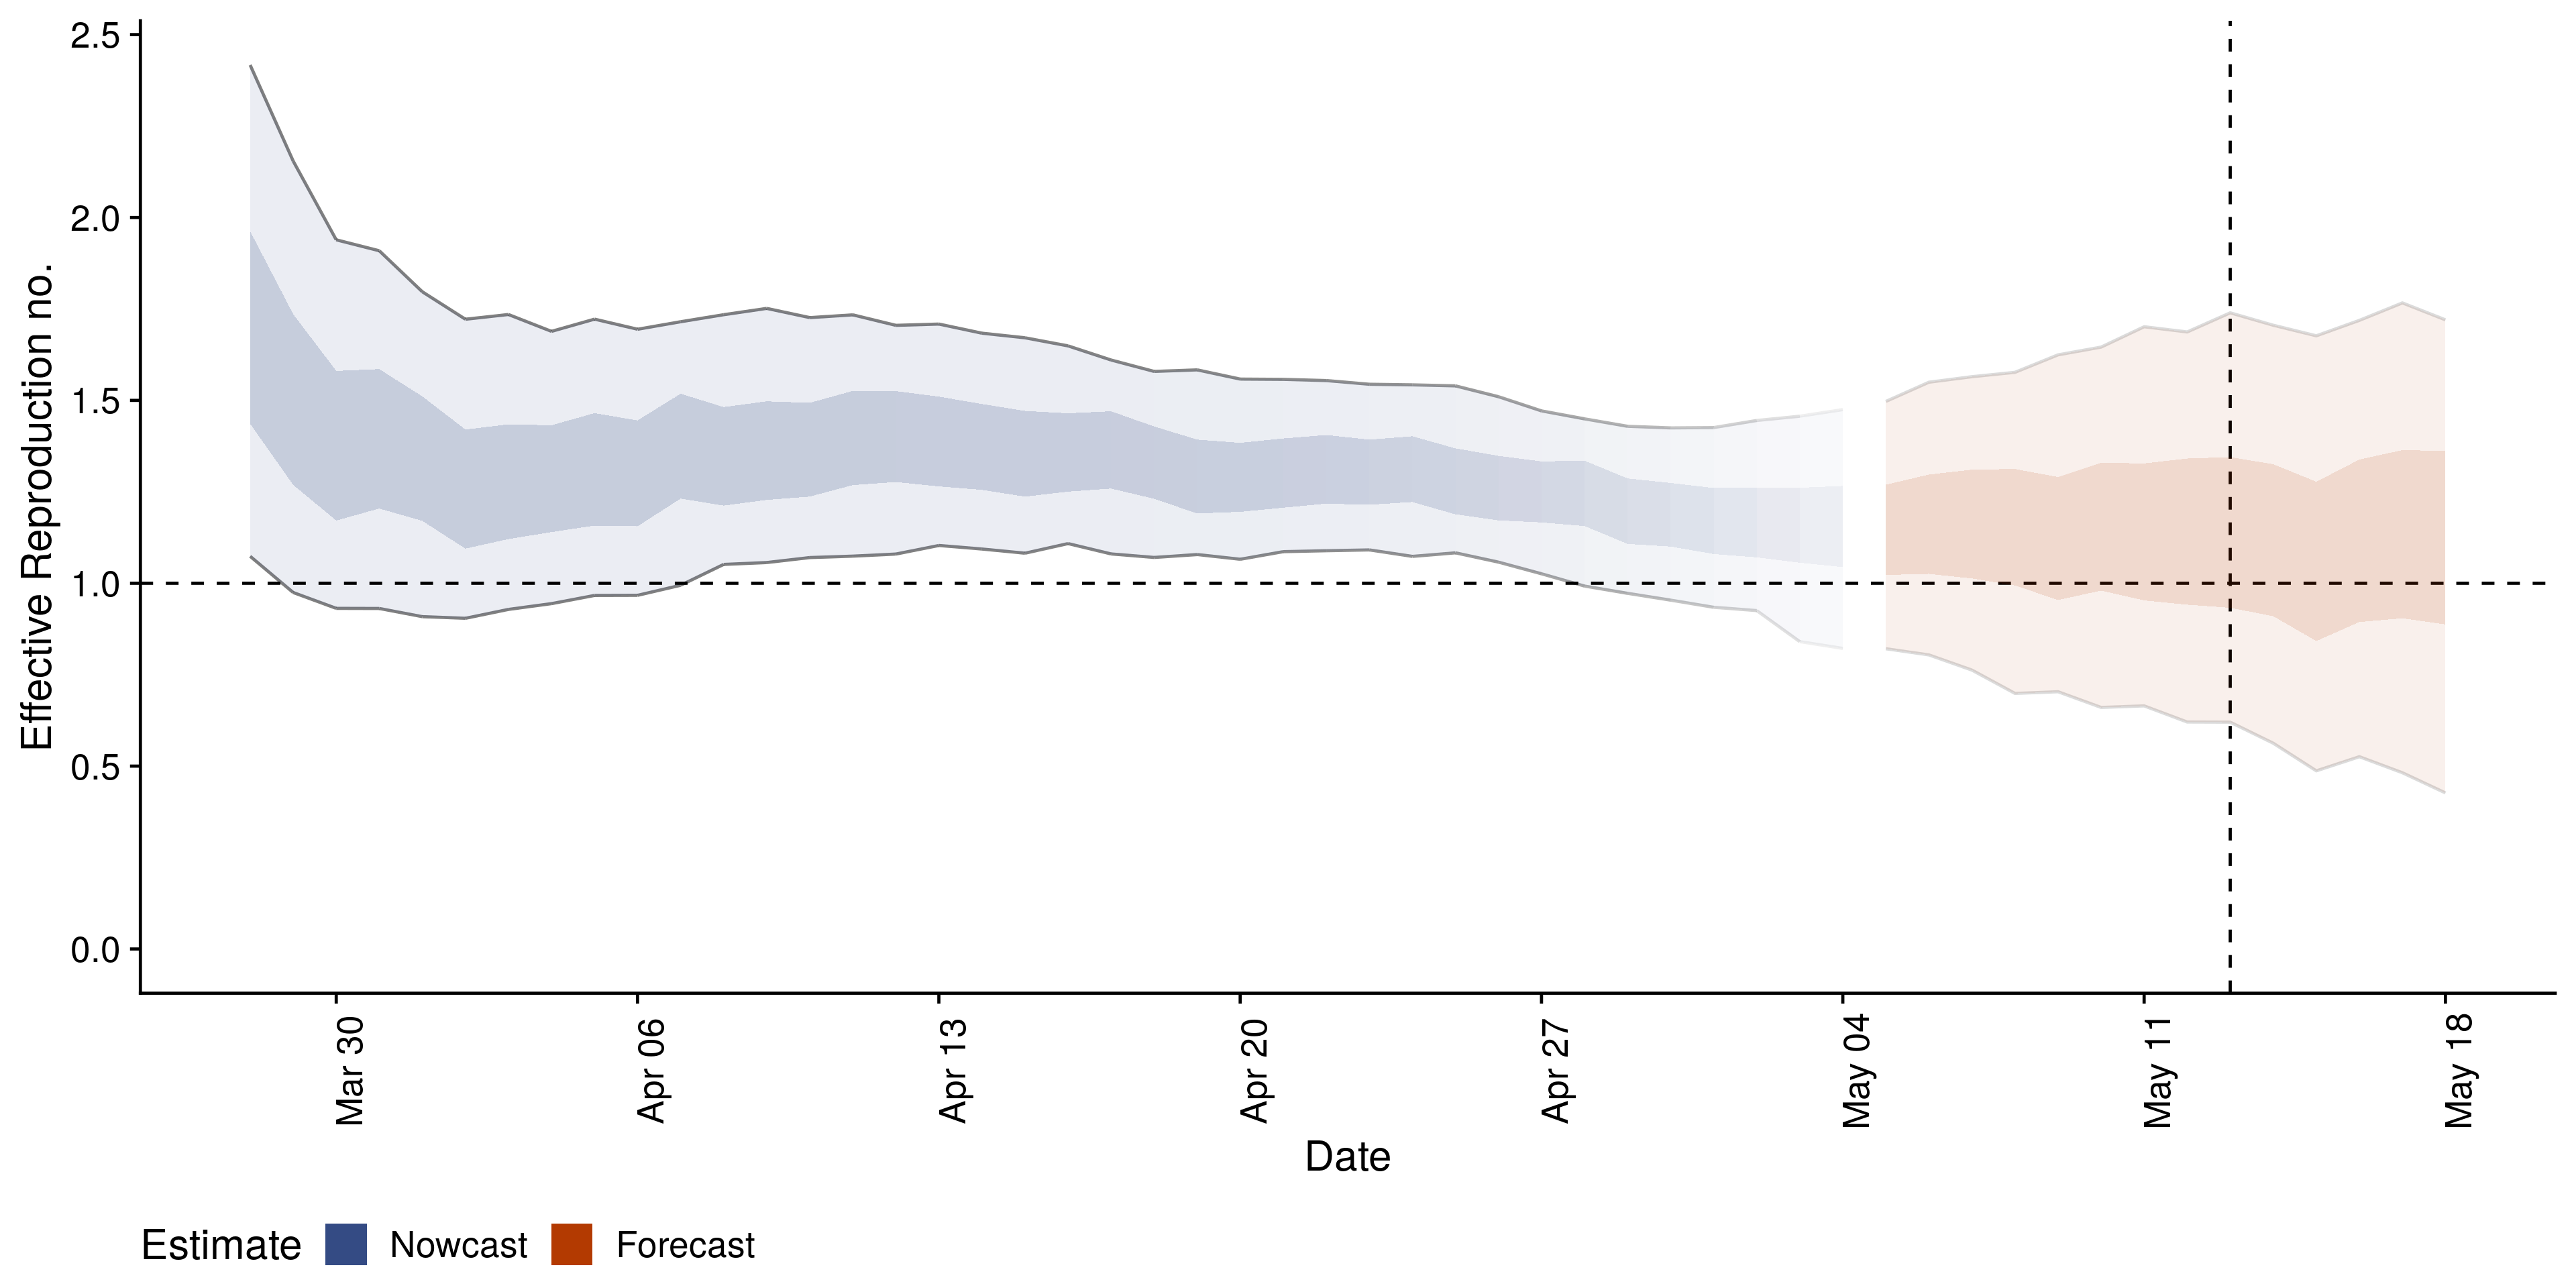 Effective Reproduction no.
2.5
2.0
1.5
1.0
0.5
0.0
Mar 30
Apr 06
Apr 13
Apr 20
Apr 27
May 04
May 11
May 18
Date
Estimate Nowcast Forecast